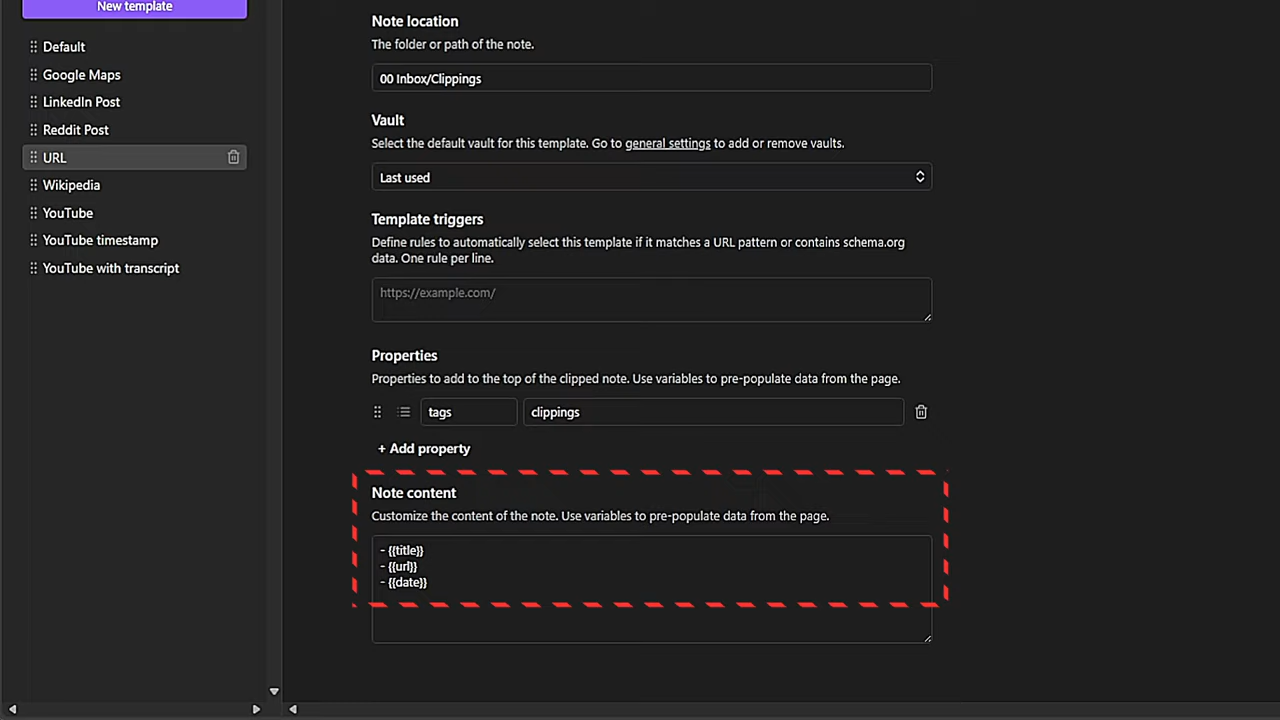 New template
Default
Google Maps
LinkedIn Post
Reddit Post
URL
Wikipedia
YouTube
YouTube timestamp
YouTube with transcript
Note location
The folder or path of the note.
00 Inbox/Clippings
Vault
Select the default vault for this template. Go to general settings to add or remove vaults.
Last used
Template triggers
Define rules to automatically select this template if it matches a URL pattern or contains schema.org
data. One rule per line.
https://example.com/
Properties
Properties to add to the top of the clipped note. Use variables to pre-populate data from the page.
tags
clippings
+ Add property
Note content
Customize the content of the note. Use variables to pre-populate data from the page.
- {{title}}
- {{url}}
- {{date}}